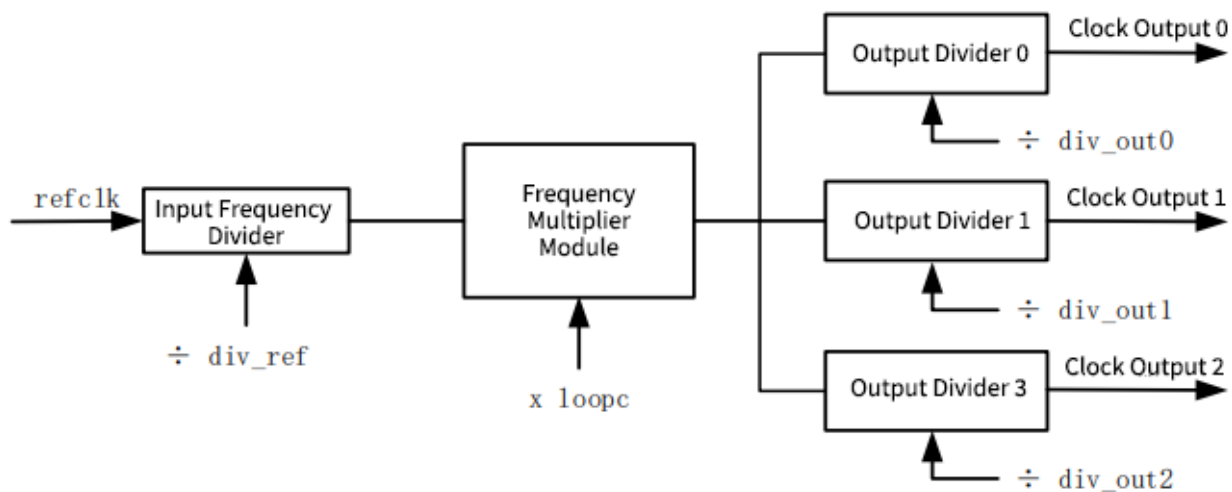 refclk
Input Frequency
Divider
÷ div_ref
Frequency
Multiplier
Module
x loopc
Output Divider 0
Clock Output 0
÷ div_out0
Output Divider 1
Clock Output 1
÷ div_out1
Output Divider 3
Clock Output 2
÷ div_out2